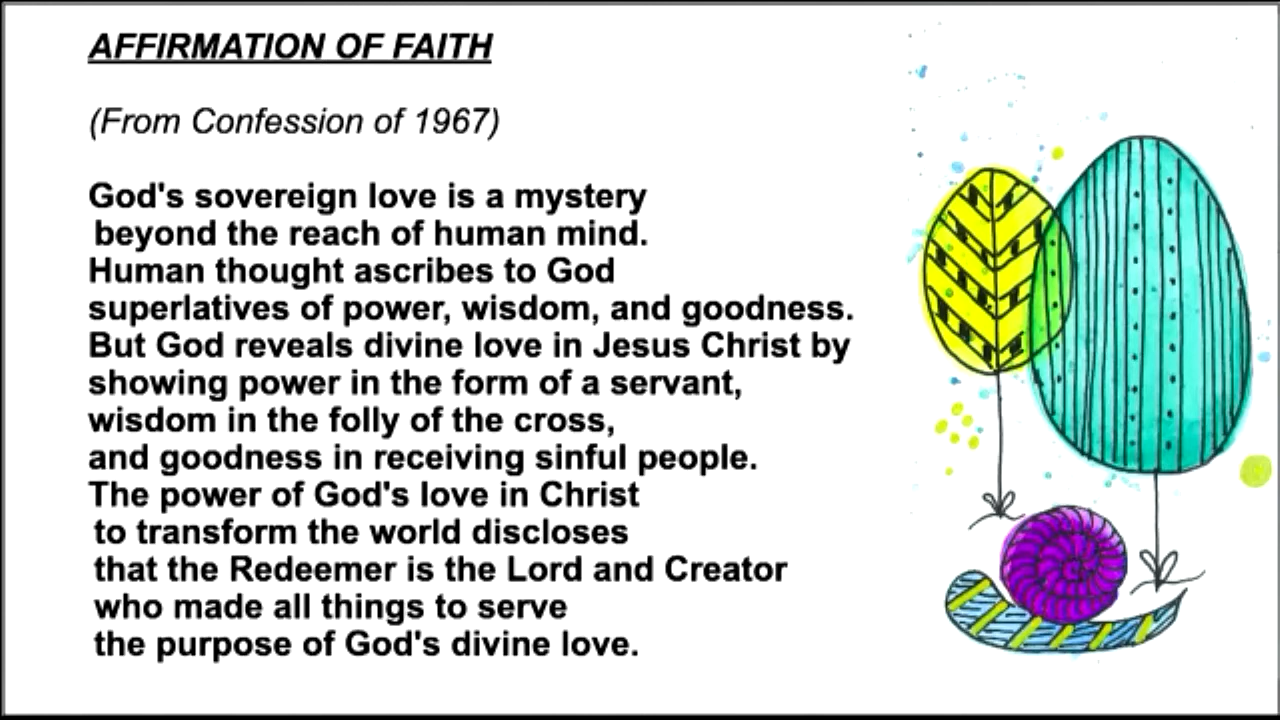 AFFIRMATION OF FAITH
(From Confession of 1967)
God's sovereign love is a mystery
beyond the reach of human mind.
Human thought ascribes to God
superlatives of power, wisdom, and goodness.
But God reveals divine love in Jesus Christ by
showing power in the form of a servant,
wisdom in the folly of the cross,
and goodness in receiving sinful people.
The power of God's love in Christ
to transform the world discloses
that the Redeemer is the Lord and Creator
who made all things to serve
the purpose of God's divine love.